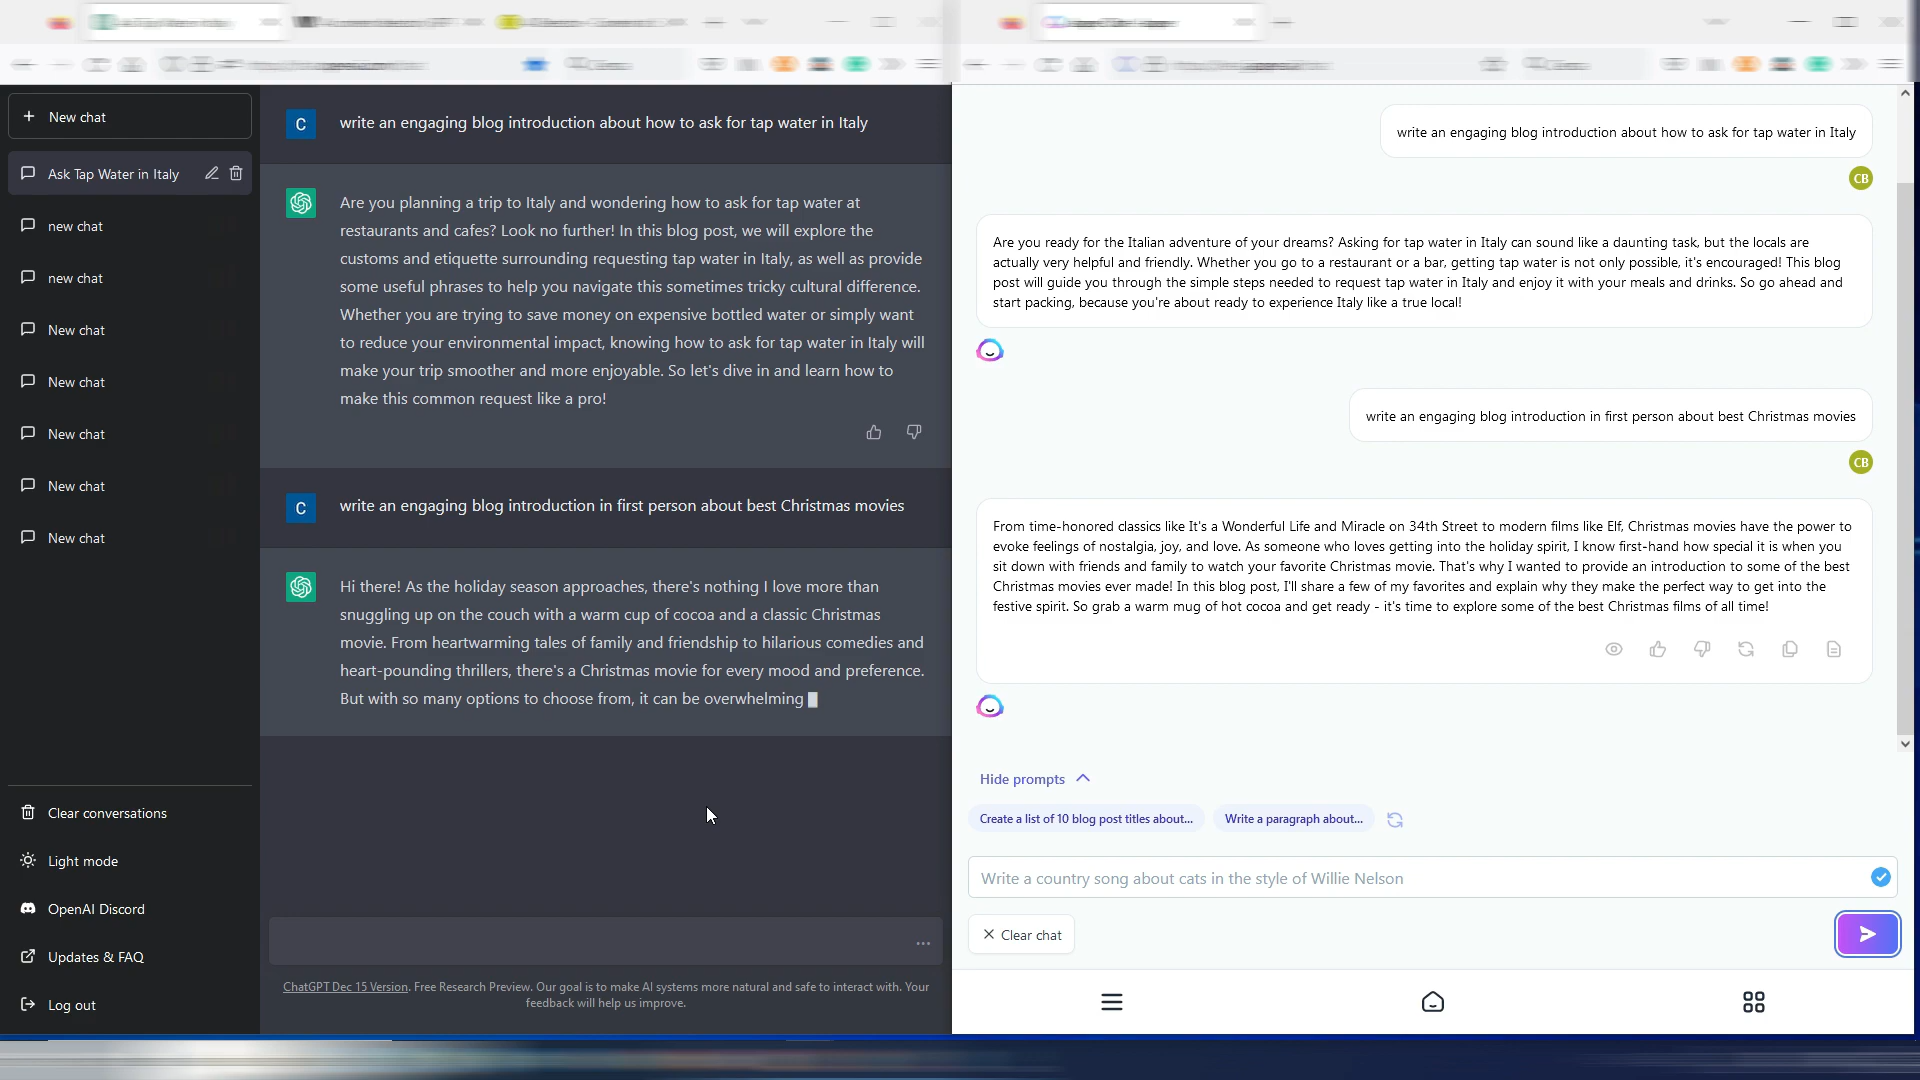 New chat
Ask Tap Water in Italy
new chat
new chat
New chat
New chat
New chat
New chat
New chat
Clear conversations
Light mode
OpenAI Discord
Updates & FAQ
Log out
C
write an engaging blog introduction about how to ask for tap water in Italy
Are you planning a trip to Italy and wondering how to ask for tap water at
restaurants and cafes? Look no further! In this blog post, we will explore the
customs and etiquette surrounding requesting tap water in Italy, as well as provide
some useful phrases to help you navigate this sometimes tricky cultural difference.
Whether you are trying to save money on expensive bottled water or simply want
to reduce your environmental impact, knowing how to ask for tap water in Italy will
make your trip smoother and more enjoyable. So let's dive in and learn how to
make this common request like a pro!
C
write an engaging blog introduction in first person about best Christmas movies
Hi there! As the holiday season approaches, there's nothing I love more than
snuggling up on the couch with a warm cup of cocoa and a classic Christmas
movie. From heartwarming tales of family and friendship to hilarious comedies and
heart-pounding thrillers, there's a Christmas movie for every mood and preference.
But with so many options to choose from, it can be overwhelming
ChatGPT Dec 15 Version. Free Research Preview. Our goal is to make AI systems more natural and safe to interact with. Your
feedback will help us improve.
write an engaging blog introduction about how to ask for tap water in Italy
CB
Are you ready for the Italian adventure of your dreams? Asking for tap water in Italy can sound like a daunting task, but the locals are
actually very helpful and friendly. Whether you go to a restaurant or a bar, getting tap water is not only possible, it's encouraged! This blog
post will guide you through the simple steps needed to request tap water in Italy and enjoy it with your meals and drinks. So go ahead and
start packing, because you're about ready to experience Italy like a true local!
write an engaging blog introduction in first person about best Christmas movies
CB
From time-honored classics like It's a Wonderful Life and Miracle on 34th Street to modern films like Elf, Christmas movies have the power to
evoke feelings of nostalgia, joy, and love. As someone who loves getting into the holiday spirit, I know first-hand how special it is when you
sit down with friends and family to watch your favorite Christmas movie. That's why I wanted to provide an introduction to some of the best
Christmas movies ever made! In this blog post, I'll share a few of my favorites and explain why they make the perfect way to get into the
festive spirit. So grab a warm mug of hot cocoa and get ready - it's time to explore some of the best Christmas films of all time!
Hide prompts
Create a list of 10 blog post titles about...
Write a paragraph about...
Write a country song about cats in the style of Willie Nelson
Clear chat